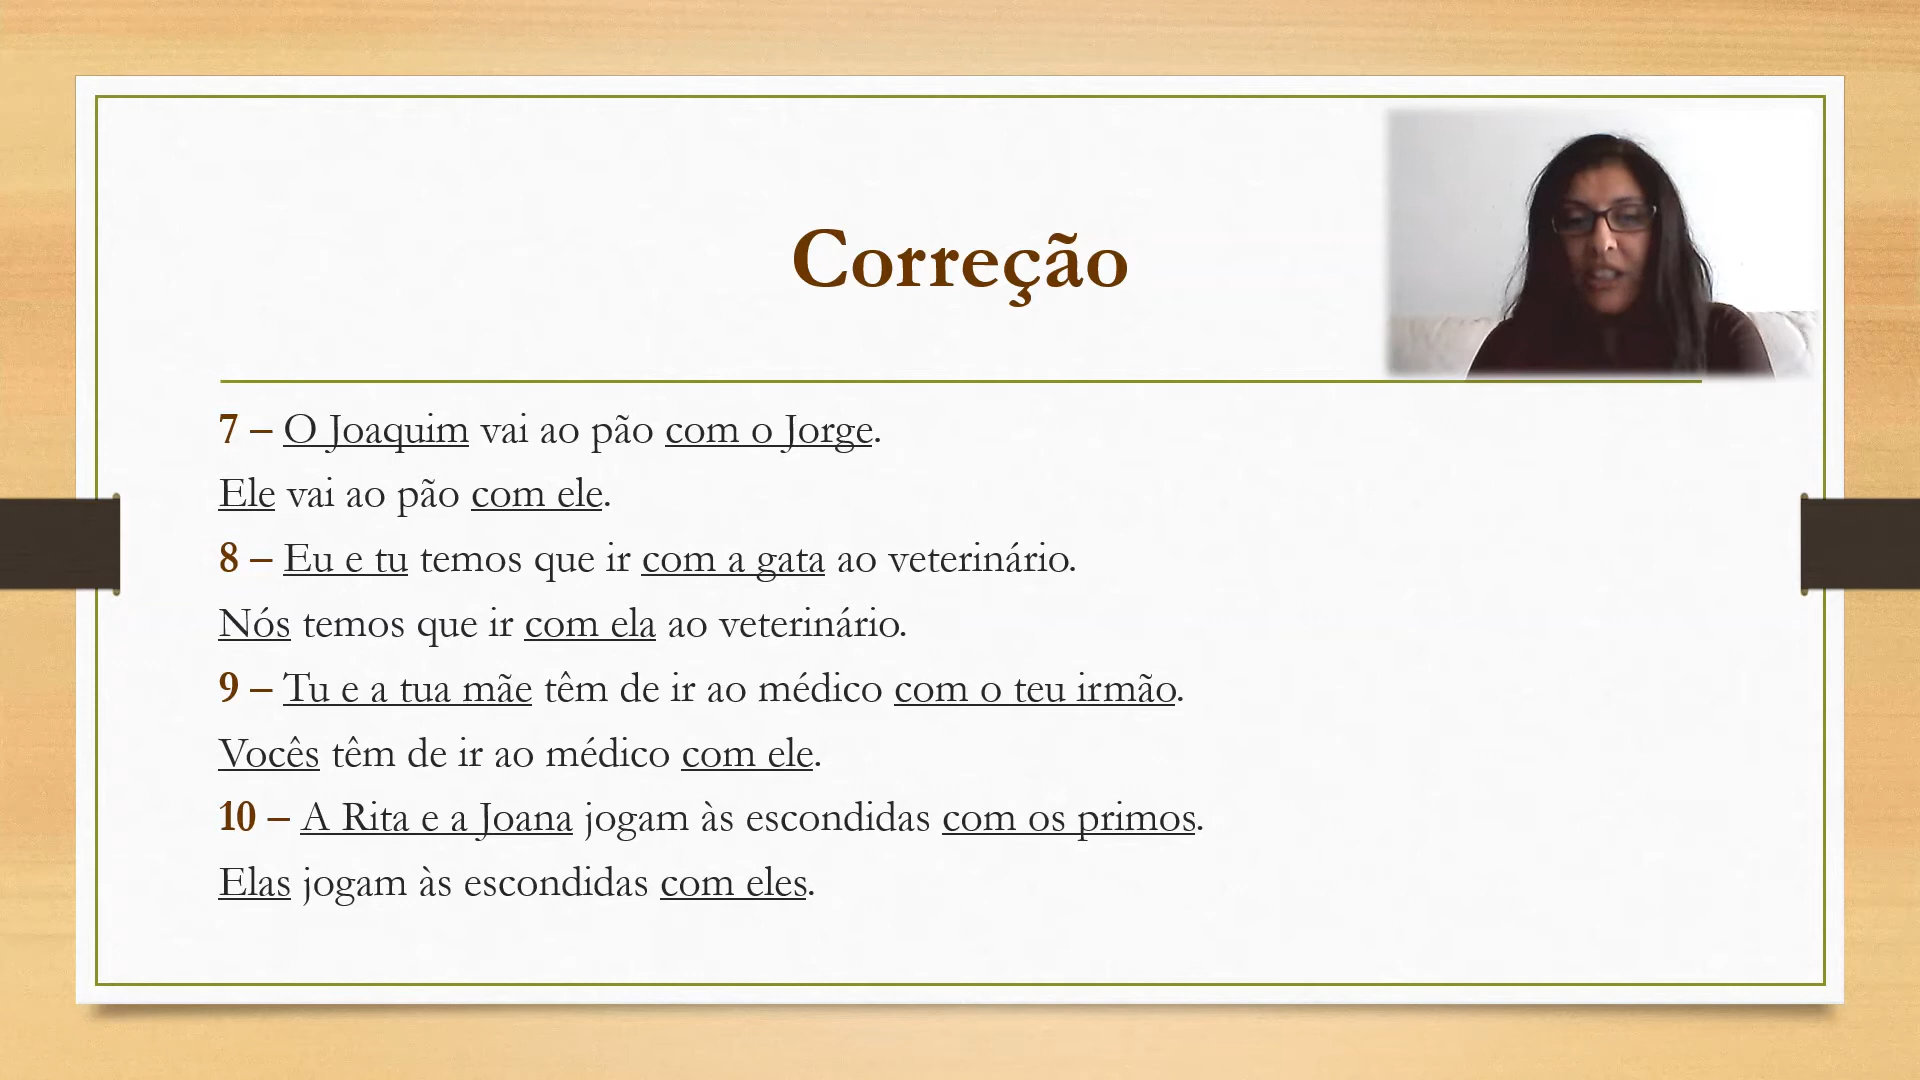 Correção
7 – O Joaquim vai ao pão com o Jorge.
Ele vai ao pão com ele.
8 – Eu e tu temos que ir com a gata ao veterinário.
Nós temos que ir com ela ao veterinário.
9 – Tu e a tua mãe têm de ir ao médico com o teu irmão.
Vocês têm de ir ao médico com ele.
10 – A Rita e a Joana jogam às escondidas com os primos.
Elas jogam às escondidas com eles.